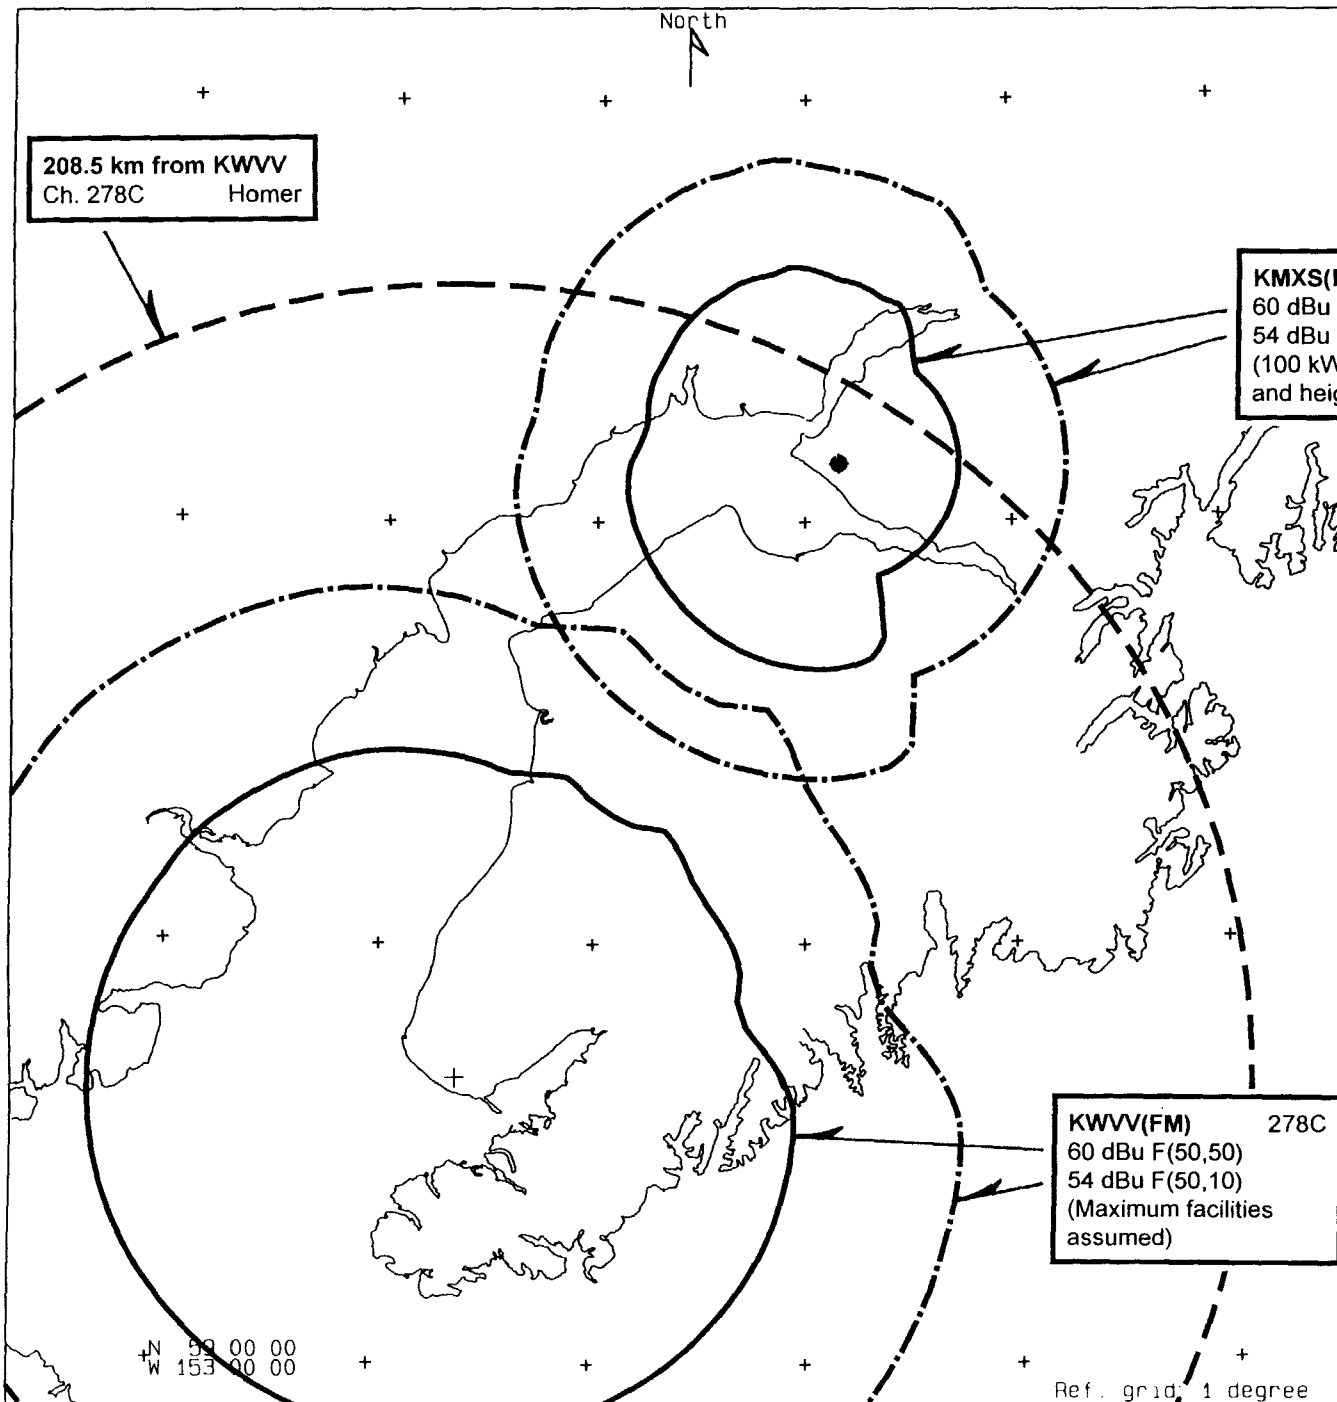 North
208.5 km from KWVV
Ch. 278C Homer
KMXS(
60 dBu
54 dBu
(100 kW
and heig
KWVV(FM) 278C
60 dBu F(50,50)
54 dBu F(50,10)
(Maximum facilities
assumed)
N 59 00 00
W 153 00 00
Ref. grid: 1 degree